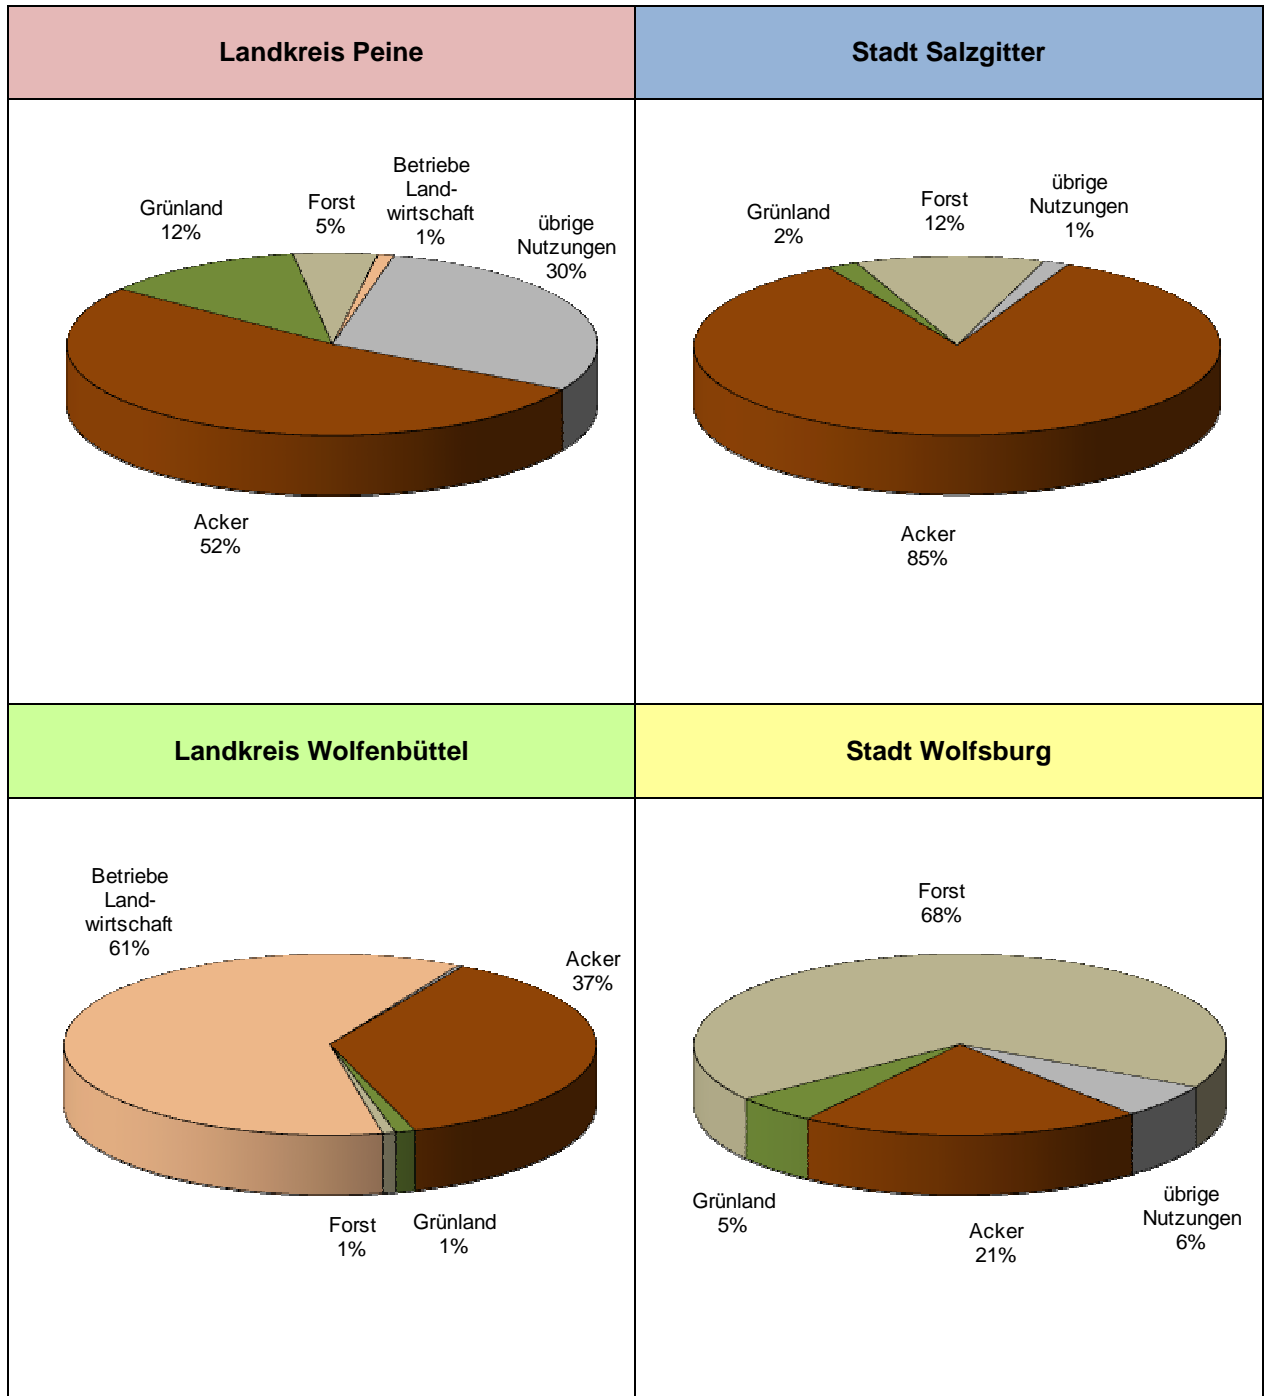 Landkreis Peine
Stadt Salzgitter
Grünland
12%
Forst
5%
Betriebe
Land-
wirtschaft
1%
übrige
Nutzungen
30%
Acker
52%
Grünland
2%
Forst
12%
übrige
Nutzungen
1%
Acker
85%
Landkreis Wolfenbüttel
Stadt Wolfsburg
Betriebe
Land-
wirtschaft
61%
Acker
37%
Forst
1%
Grünland
1%
Forst
68%
Grünland
5%
Acker
21%
übrige
Nutzungen
6%